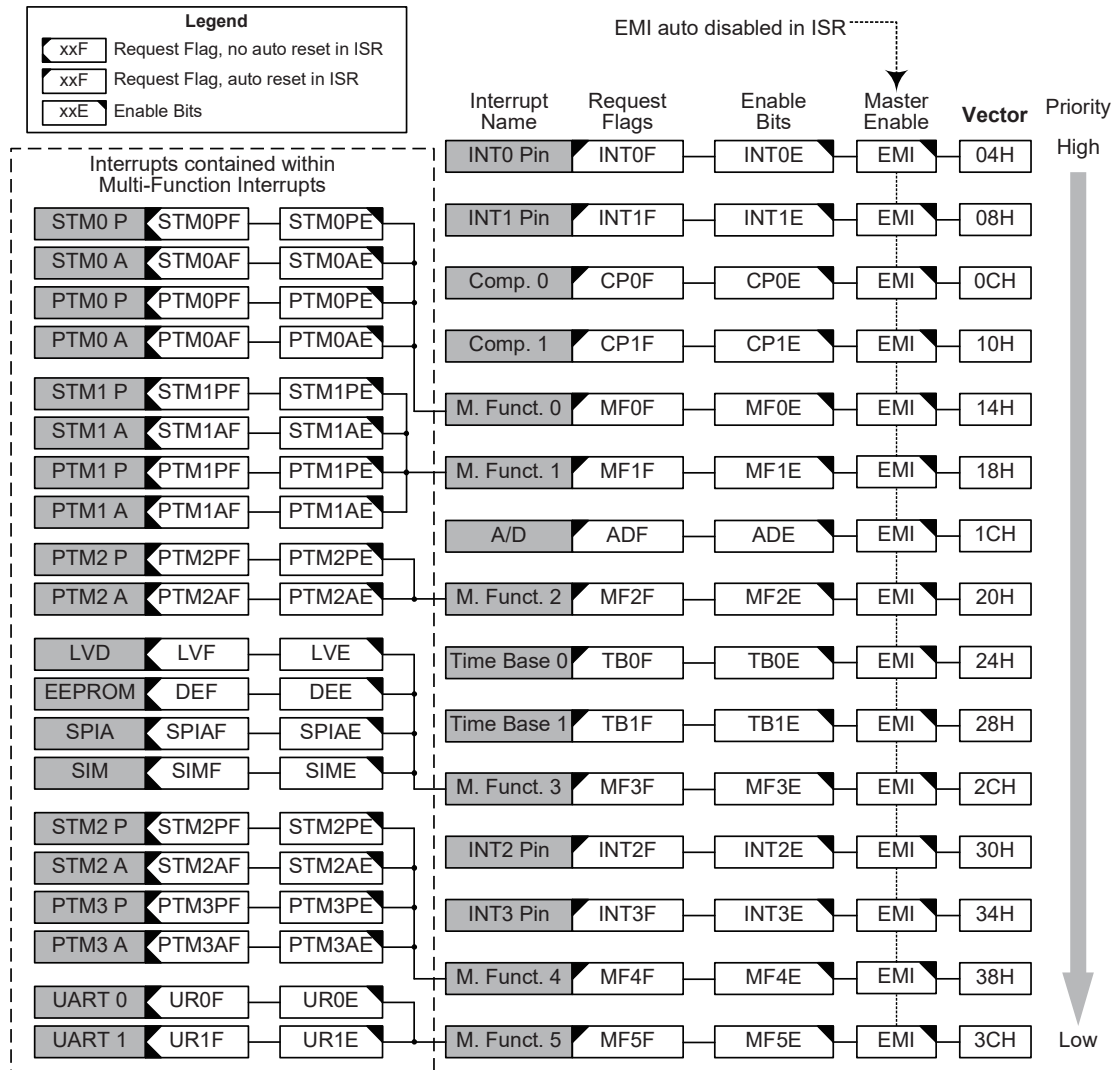 Legend
xxF Request Flag, no auto reset in ISR
xxF Request Flag, auto reset in ISR
xxE Enable Bits
EMI auto disabled in ISR
Interrupt Name Request Flags Enable Bits Master Enable Vector Priority
High
INT0 Pin INT0F INT0E EMI 04H
INT1 Pin INT1F INT1E EMI 08H
Comp. 0 CP0F CP0E EMI 0CH
Comp. 1 CP1F CP1E EMI 10H
M. Funct. 0 MF0F MF0E EMI 14H
M. Funct. 1 MF1F MF1E EMI 18H
A/D ADF ADE EMI 1CH
M. Funct. 2 MF2F MF2E EMI 20H
Time Base 0 TB0F TB0E EMI 24H
Time Base 1 TB1F TB1E EMI 28H
M. Funct. 3 MF3F MF3E EMI 2CH
INT2 Pin INT2F INT2E EMI 30H
INT3 Pin INT3F INT3E EMI 34H
M. Funct. 4 MF4F MF4E EMI 38H
M. Funct. 5 MF5F MF5E EMI 3CH
Low
Interrupts contained within
Multi-Function Interrupts
STM0 P STM0PF STM0PE
STM0 A STM0AF STM0AE
PTM0 P PTM0PF PTM0PE
PTM0 A PTM0AF PTM0AE
STM1 P STM1PF STM1PE
STM1 A STM1AF STM1AE
PTM1 P PTM1PF PTM1PE
PTM1 A PTM1AF PTM1AE
PTM2 P PTM2PF PTM2PE
PTM2 A PTM2AF PTM2AE
LVD LVF LVE
EEPROM DEF DEE
SPIA SPIAF SPIAE
SIM SIMF SIME
STM2 P STM2PF STM2PE
STM2 A STM2AF STM2AE
PTM3 P PTM3PF PTM3PE
PTM3 A PTM3AF PTM3AE
UART 0 UR0F UR0E
UART 1 UR1F UR1E